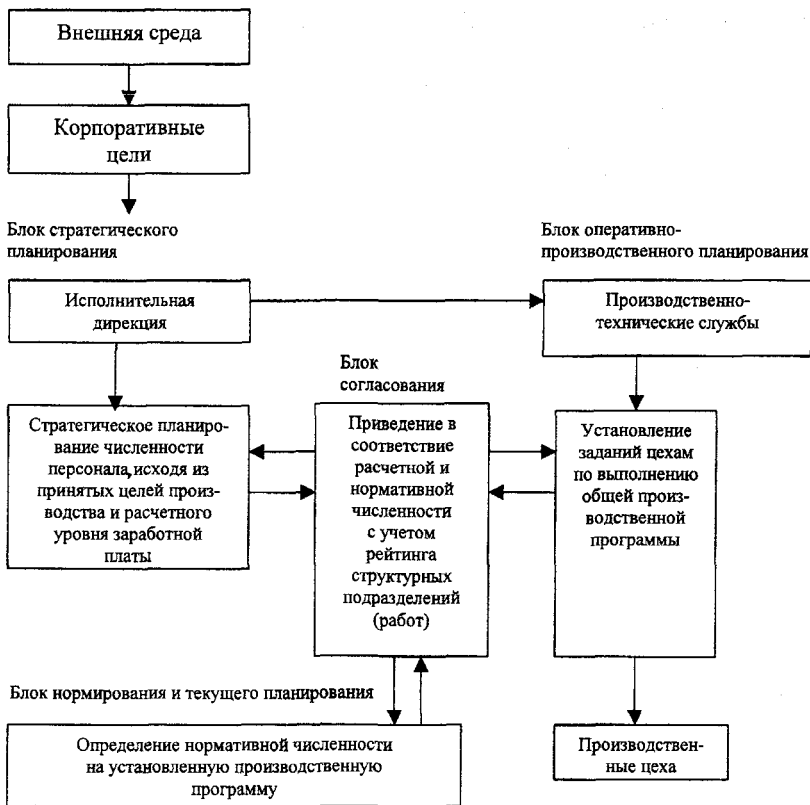 Внешняя среда
Корпоративные
цели
Блок стратегического
планирования
Блок оперативно-
производственного планирования
Исполнительная
дирекция
Производственно-
технические службы
Блок
согласования
Стратегическое планиро-
вание численности
персонала,исходя из
принятых целей произ-
водства и расчетного
уровня заработной
платы
Приведение в
соответствие
расчетной и
нормативной
численности
с учетом
рейтинга
структурных
подразделений
(работ)
Установление
заданий цехам
по выполнению
общей произ-
водственной
программы
Блок нормирования и текущего планирования
Определение нормативной численности
на установленную производственную
программу
Производствен-
ные цеха